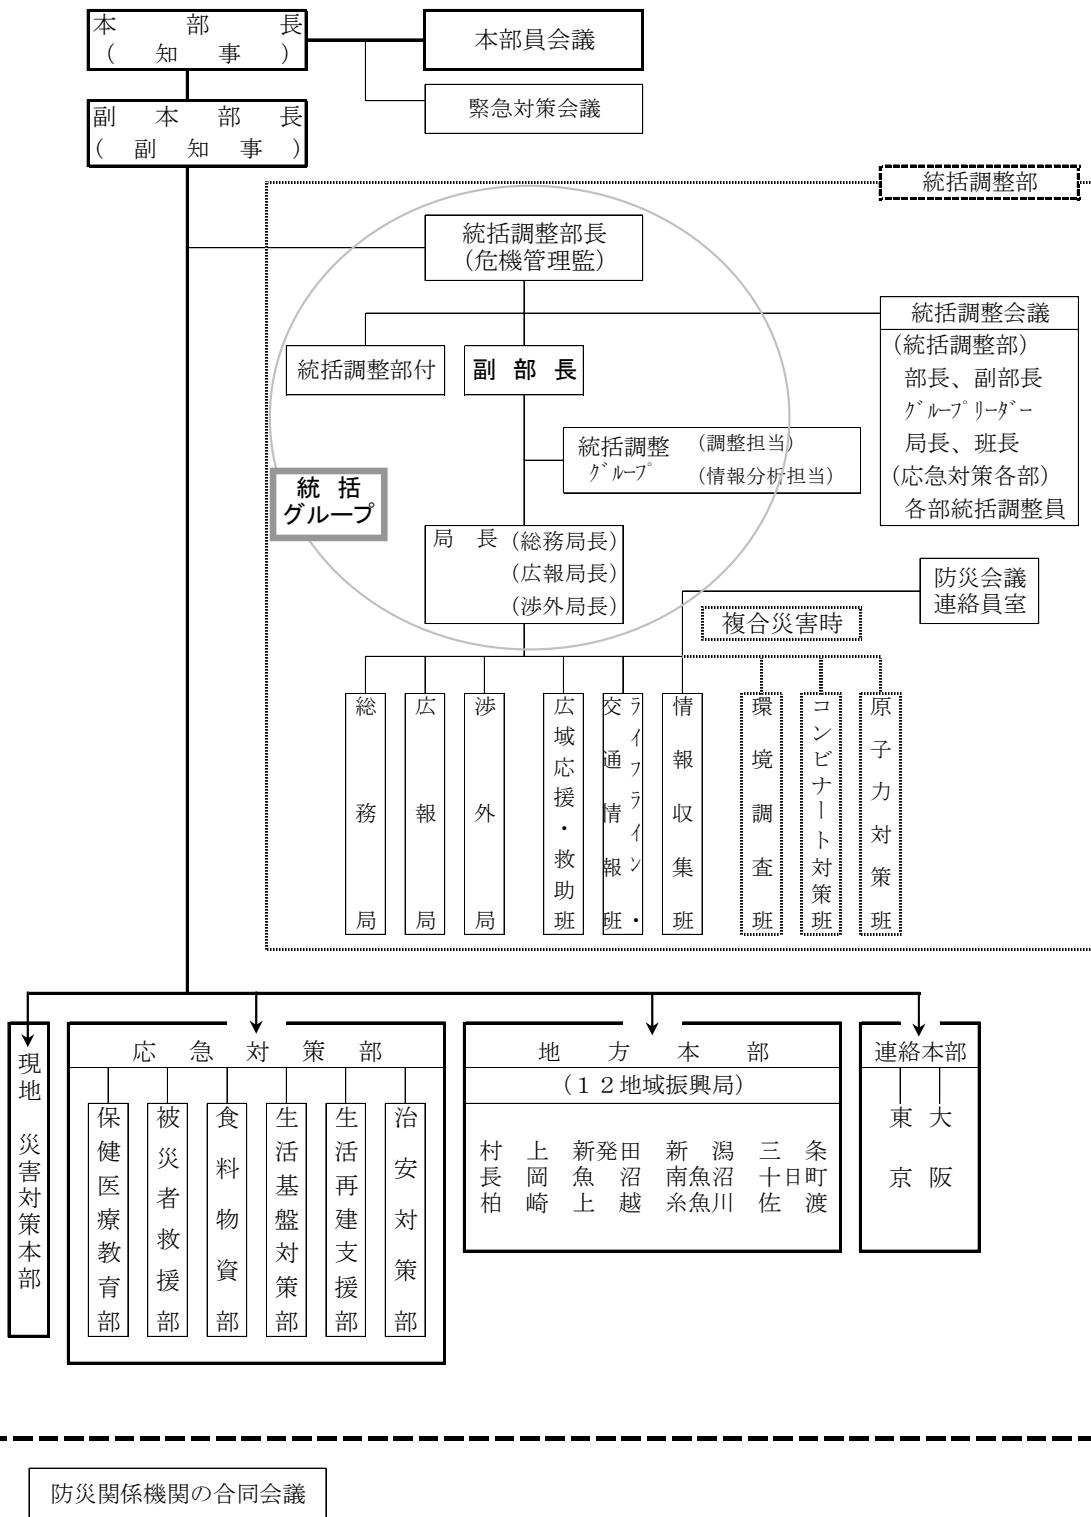 本部長
(知事)
本部員会議
緊急対策会議
副本部長
(副知事)
統括調整部
統括調整部長
(危機管理監)
統括調整会議
(統括調整部)
部長、副部長
ｸﾞﾙｰﾌﾟﾘｰﾀﾞｰ
局長、班長
(応急対策各部)
各部統括調整員
統括調整部付
副部長
統括調整
ｸﾞﾙｰﾌﾟ
(調整担当)
(情報分析担当)
統括
グループ
局長(総務局長)
(広報局長)
(渉外局長)
防災会議
連絡員室
複合災害時
総務局
広報局
渉外局
広域応援・救助班
ﾗｲﾌﾗｲﾝ・
交通情報班
情報収集班
環境調査班
コンビナート対策班
原子力対策班
現地 災害対策本部
応急対策部
保健医療教育部
被災者救援部
食料物資部
生活基盤対策部
生活再建支援部
治安対策部
地方本部
(１２地域振興局)
村上 新発田 新潟 三条
長岡 魚沼 南魚沼 十日町
柏崎 上越 糸魚川 佐渡
連絡本部
東京
大阪
防災関係機関の合同会議